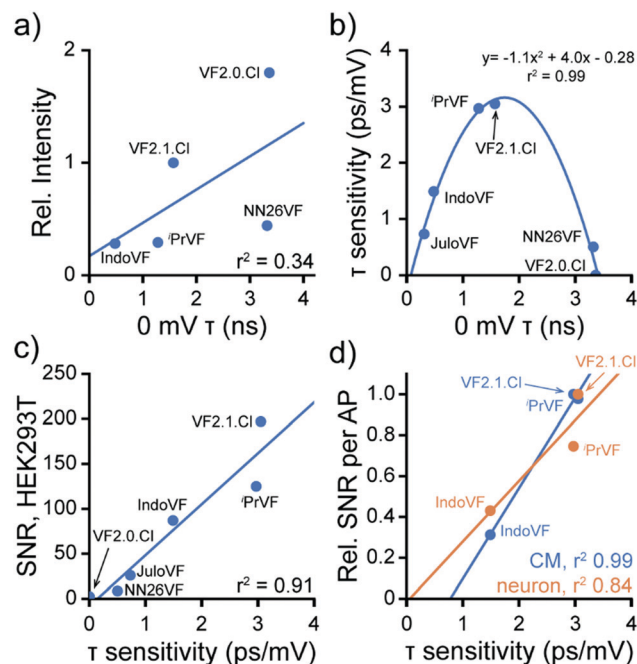 a)
Rel. Intensity
2
1
0
0 1 2 3 4
0 mV τ (ns)
VF2.0.Cl
VF2.1.Cl
NN26VF
IndoVF
ⁱPrVF
r² = 0.34
b)
τ sensitivity (ps/mV)
4
3
2
1
0
0 1 2 3 4
0 mV τ (ns)
y= -1.1x² + 4.0x - 0.28
r² = 0.99
ⁱPrVF
VF2.1.Cl
IndoVF
JuloVF
NN26VF
VF2.0.Cl
c)
SNR, HEK293T
250
200
150
100
50
0
0 1 2 3 4
τ sensitivity (ps/mV)
VF2.1.Cl
IndoVF
ⁱPrVF
VF2.0.Cl
JuloVF
NN26VF
r² = 0.91
d)
Rel. SNR per AP
1.0
0.8
0.6
0.4
0.2
0
0 1 2 3 4
τ sensitivity (ps/mV)
VF2.1.Cl
VF2.1.Cl
ⁱPrVF
ⁱPrVF
IndoVF
IndoVF
CM, r² 0.99
neuron, r² 0.84